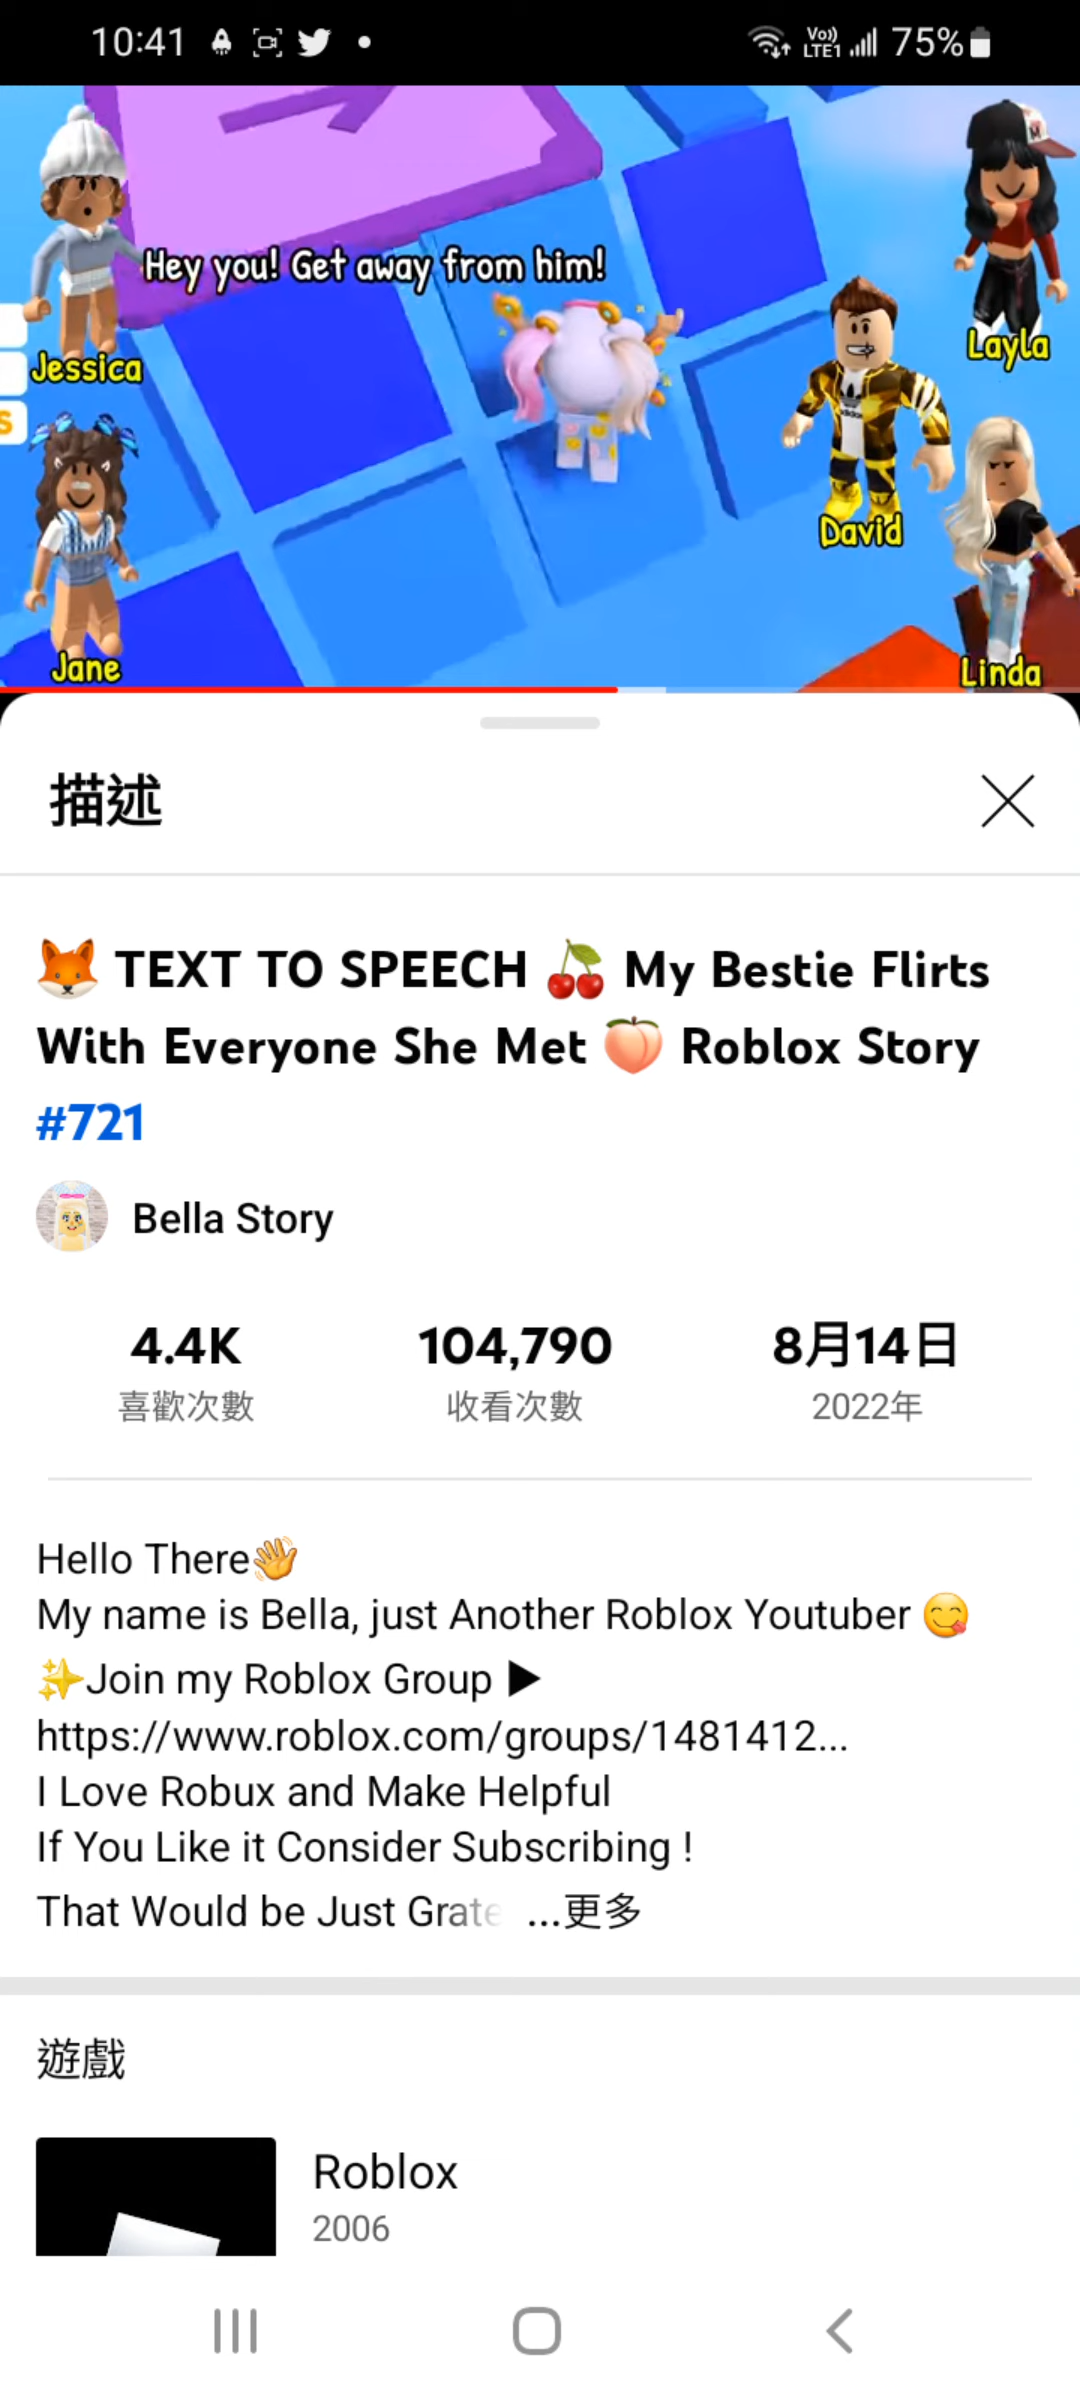 10:41
Vo)) LTE1 75%
Hey you! Get away from him!
Jessica
Layla
S
David
Jane
Linda
描述
🦊 TEXT TO SPEECH 🍒 My Bestie Flirts
With Everyone She Met 🍑 Roblox Story
#721
Bella Story
4.4K 104,790 8月14日
喜歡次數 收看次數 2022年
Hello There👋
My name is Bella, just Another Roblox Youtuber 😋
✨Join my Roblox Group ▶
https://www.roblox.com/groups/1481412...
I Love Robux and Make Helpful
If You Like it Consider Subscribing !
That Would be Just Grate ...更多
遊戲
Roblox
2006